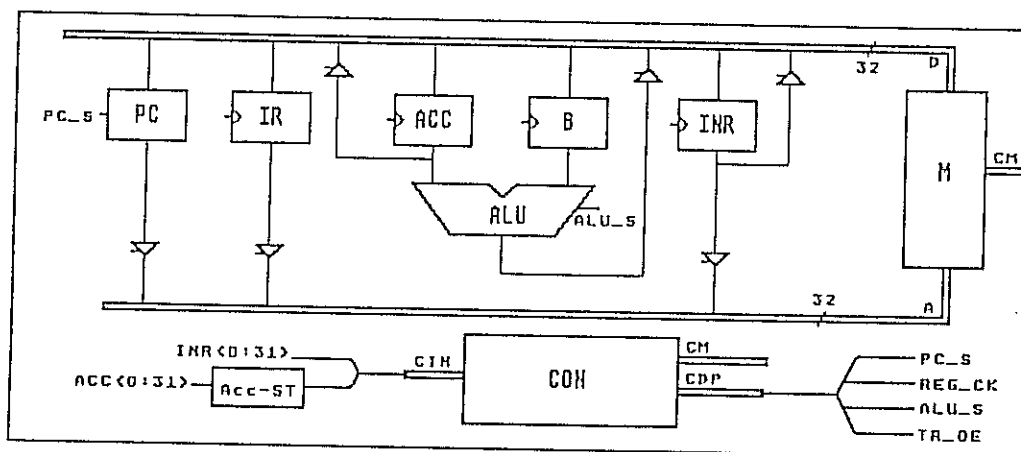 32
D
PC_S
PC
IR
ACC
B
INR
M
CM
ALU
ALU_S
32
A
INR<0:31>
ACC<0:31>
Acc-ST
CIN
CON
CM
CDP
PC_S
REG_CK
ALU_S
TR_OE